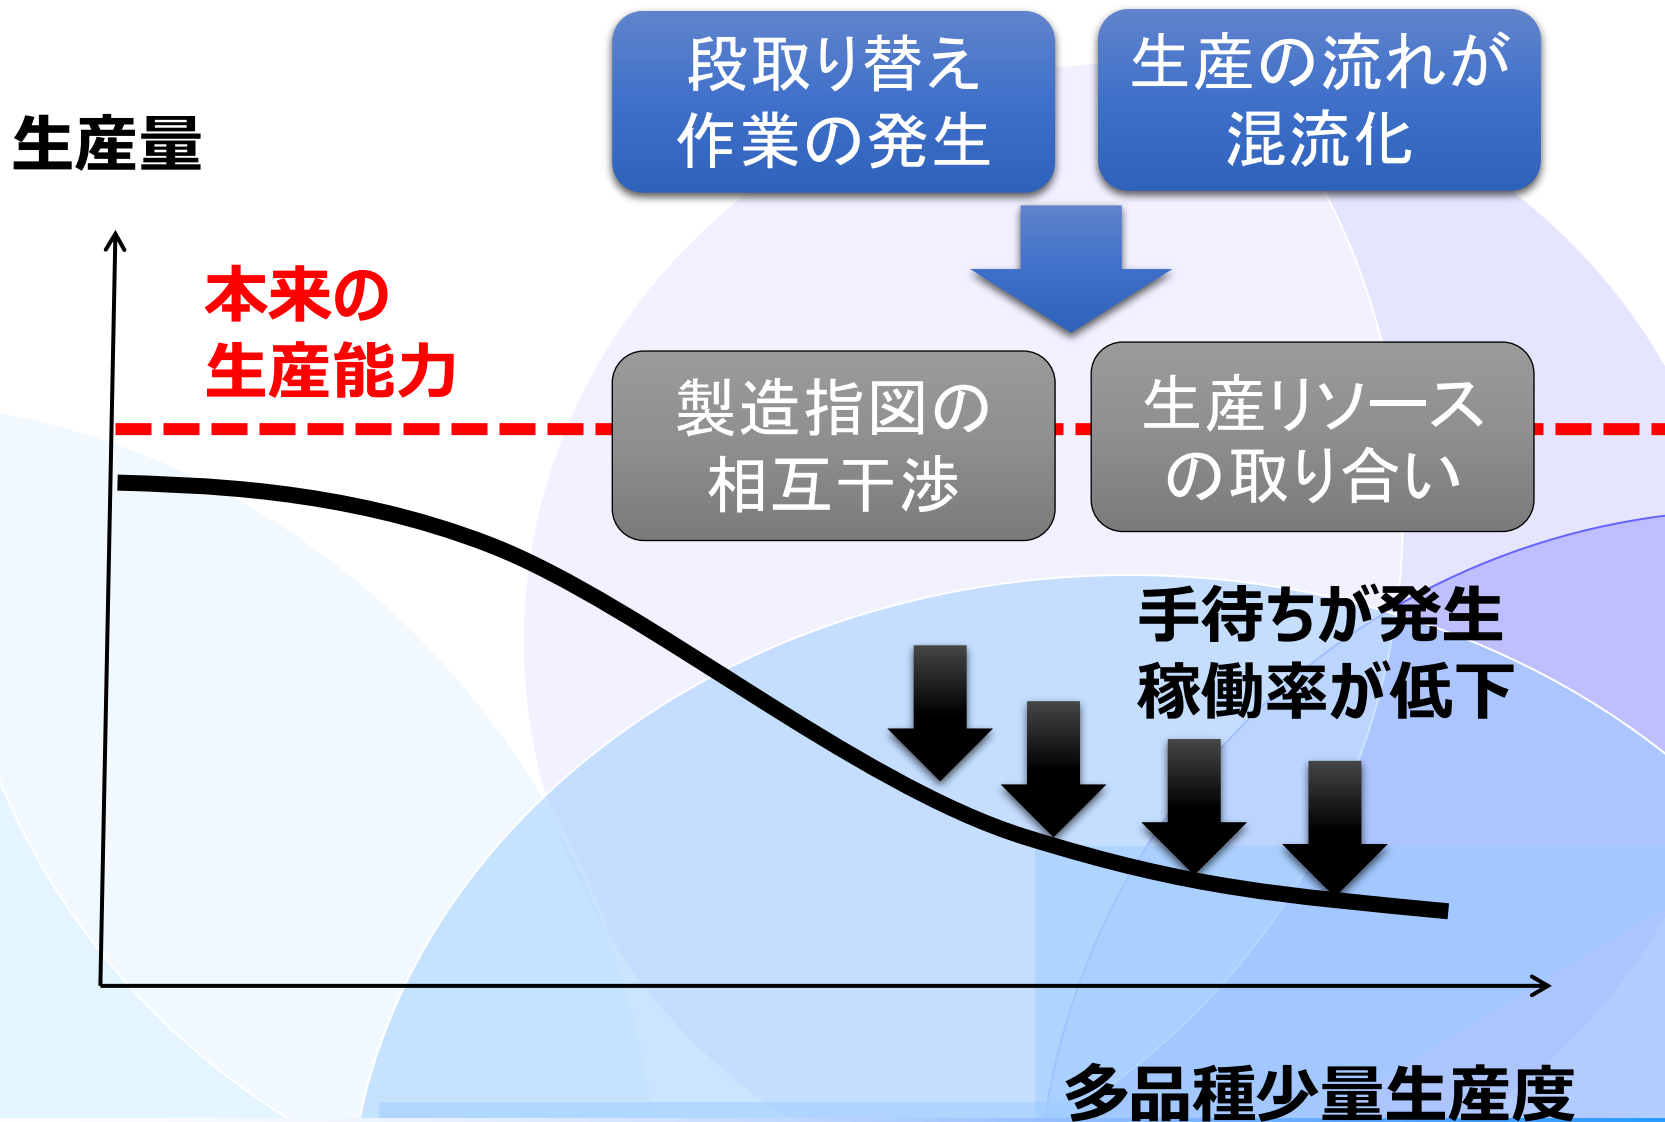 段取り替え
作業の発生
生産の流れが
混流化
生産量
本来の
生産能力
製造指図の
相互干渉
生産リソース
の取り合い
手待ちが発生
稼働率が低下
多品種少量生産度